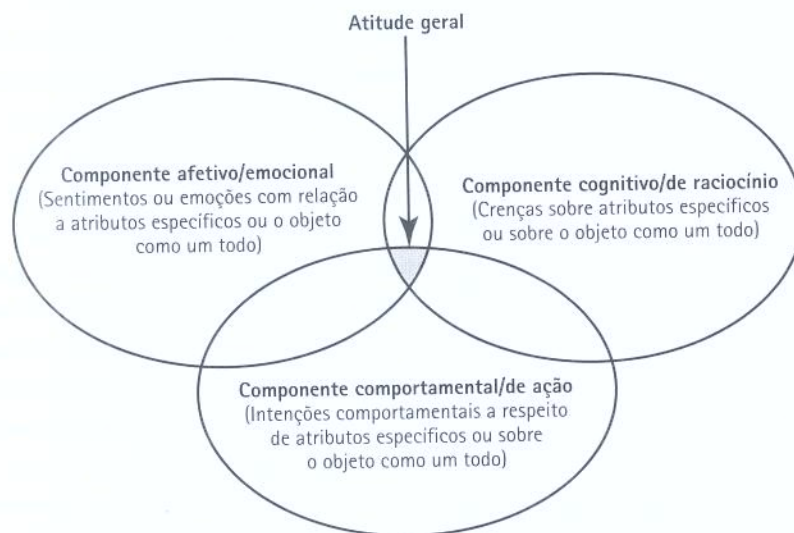 Atitude geral
Componente afetivo/emocional
(Sentimentos ou emoções com relação
a atributos específicos ou o objeto
como um todo)
Componente cognitivo/de raciocínio
(Crenças sobre atributos específicos
ou sobre o objeto como um todo)
Componente comportamental/de ação
(Intenções comportamentais a respeito
de atributos específicos ou sobre
o objeto como um todo)